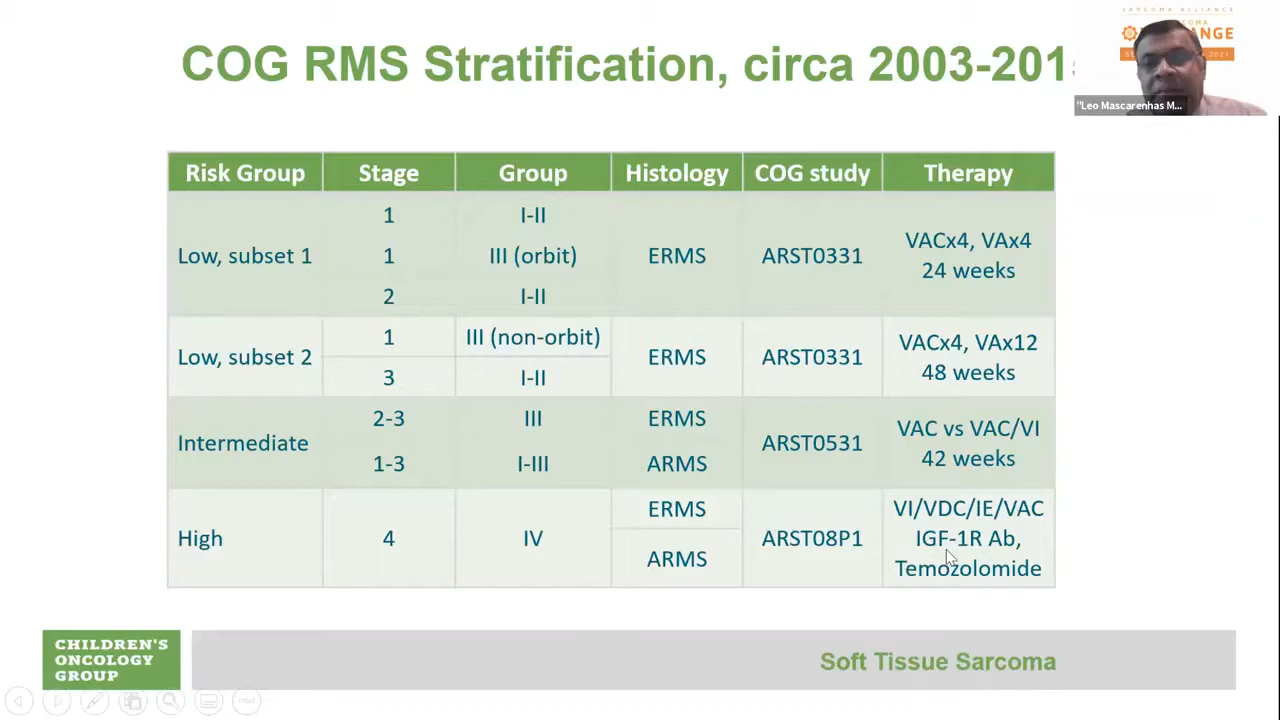 SARCOMA ALLIANCE
COG RMS Stratification, circa 2003-201
"Leo Mascarenhas M...
Risk Group Stage Group Histology COG study Therapy
Low, subset 1 ERMS ARST0331
1 I-II
1 III (orbit)
2 I-II
VACx4, VAx4
24 weeks
Low, subset 2 ERMS ARST0331
1 III (non-orbit)
3 I-II
VACx4, VAx12
48 weeks
Intermediate ARST0531
2-3 III ERMS
1-3 I-III ARMS
VAC vs VAC/VI
42 weeks
High 4 IV ARST08P1
ERMS
ARMS
VI/VDC/IE/VAC
IGF-1R Ab,
Temozolomide
CHILDREN'S
ONCOLOGY
GROUP
Soft Tissue Sarcoma